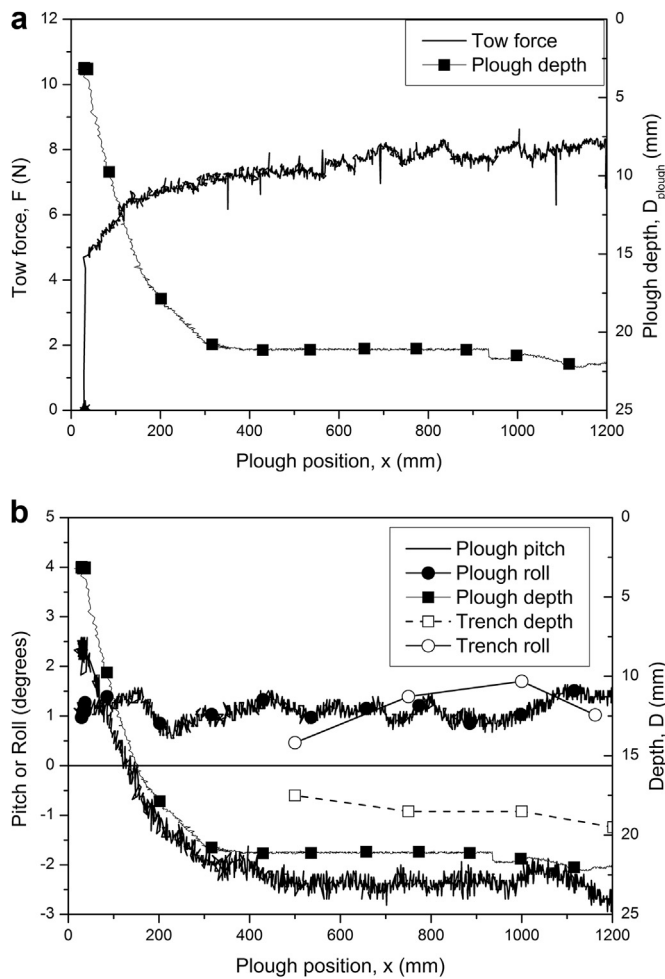 a
Tow force
Plough depth
12
10
8
6
4
2
0
Tow force, F (N)
0
5
10
15
20
25
Plough depth, D_plough (mm)
0 200 400 600 800 1000 1200
Plough position, x (mm)
b
Plough pitch
Plough roll
Plough depth
Trench depth
Trench roll
5
4
3
2
1
0
-1
-2
-3
Pitch or Roll (degrees)
0
5
10
15
20
25
Depth, D (mm)
0 200 400 600 800 1000 1200
Plough position, x (mm)